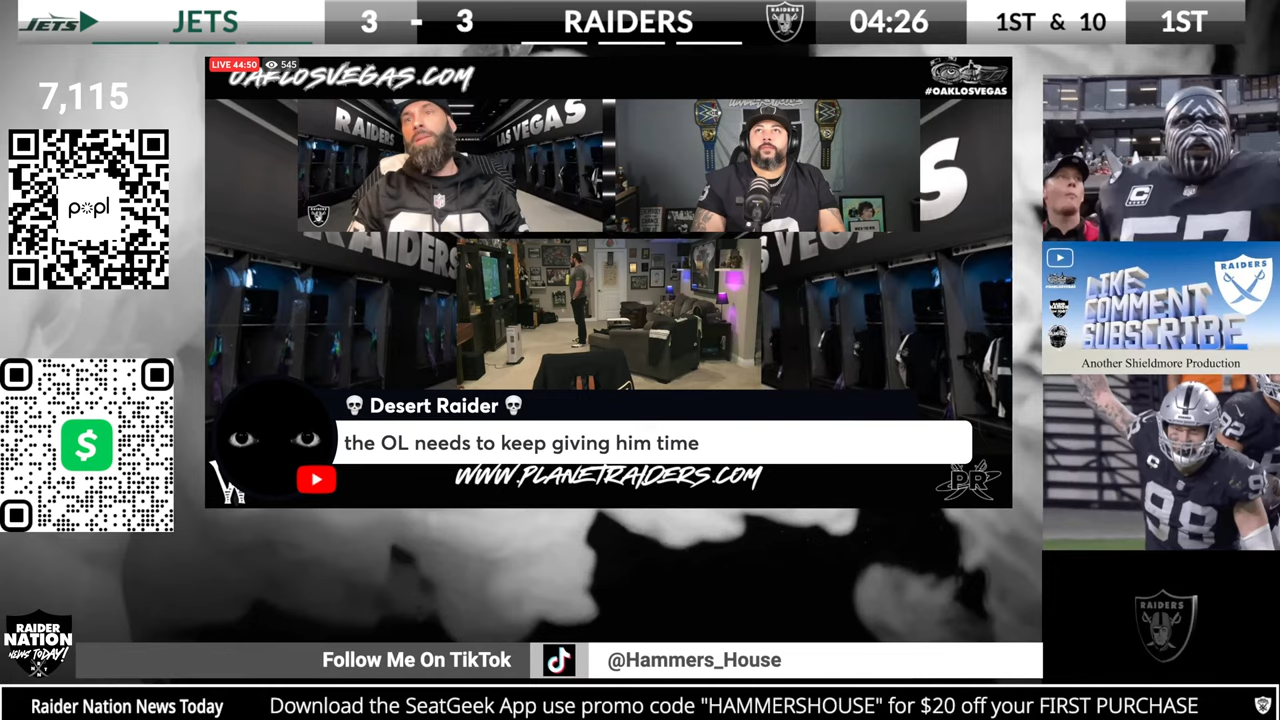 JETS JETS 3 - 3 RAIDERS RAIDERS 04:26 1ST & 10 1ST
LIVE 44:50 545
OAKLOSVEGAS.COM
#OAKLOSVEGAS
7,115
popl
RAIDERS LAS VEGAS
S
C
57
RAIDERS
LIKE
COMMENT
SUBSCRIBE
Another Shieldmore Production
$
💀 Desert Raider 💀
the OL needs to keep giving him time
WWW.PLANETRAIDERS.COM
PR
C
98
92
RAIDERS
RAIDER
NATION
NEWS TODAY!
Follow Me On TikTok @Hammers_House
Raider Nation News Today Download the SeatGeek App use promo code "HAMMERSHOUSE" for $20 off your FIRST PURCHASE